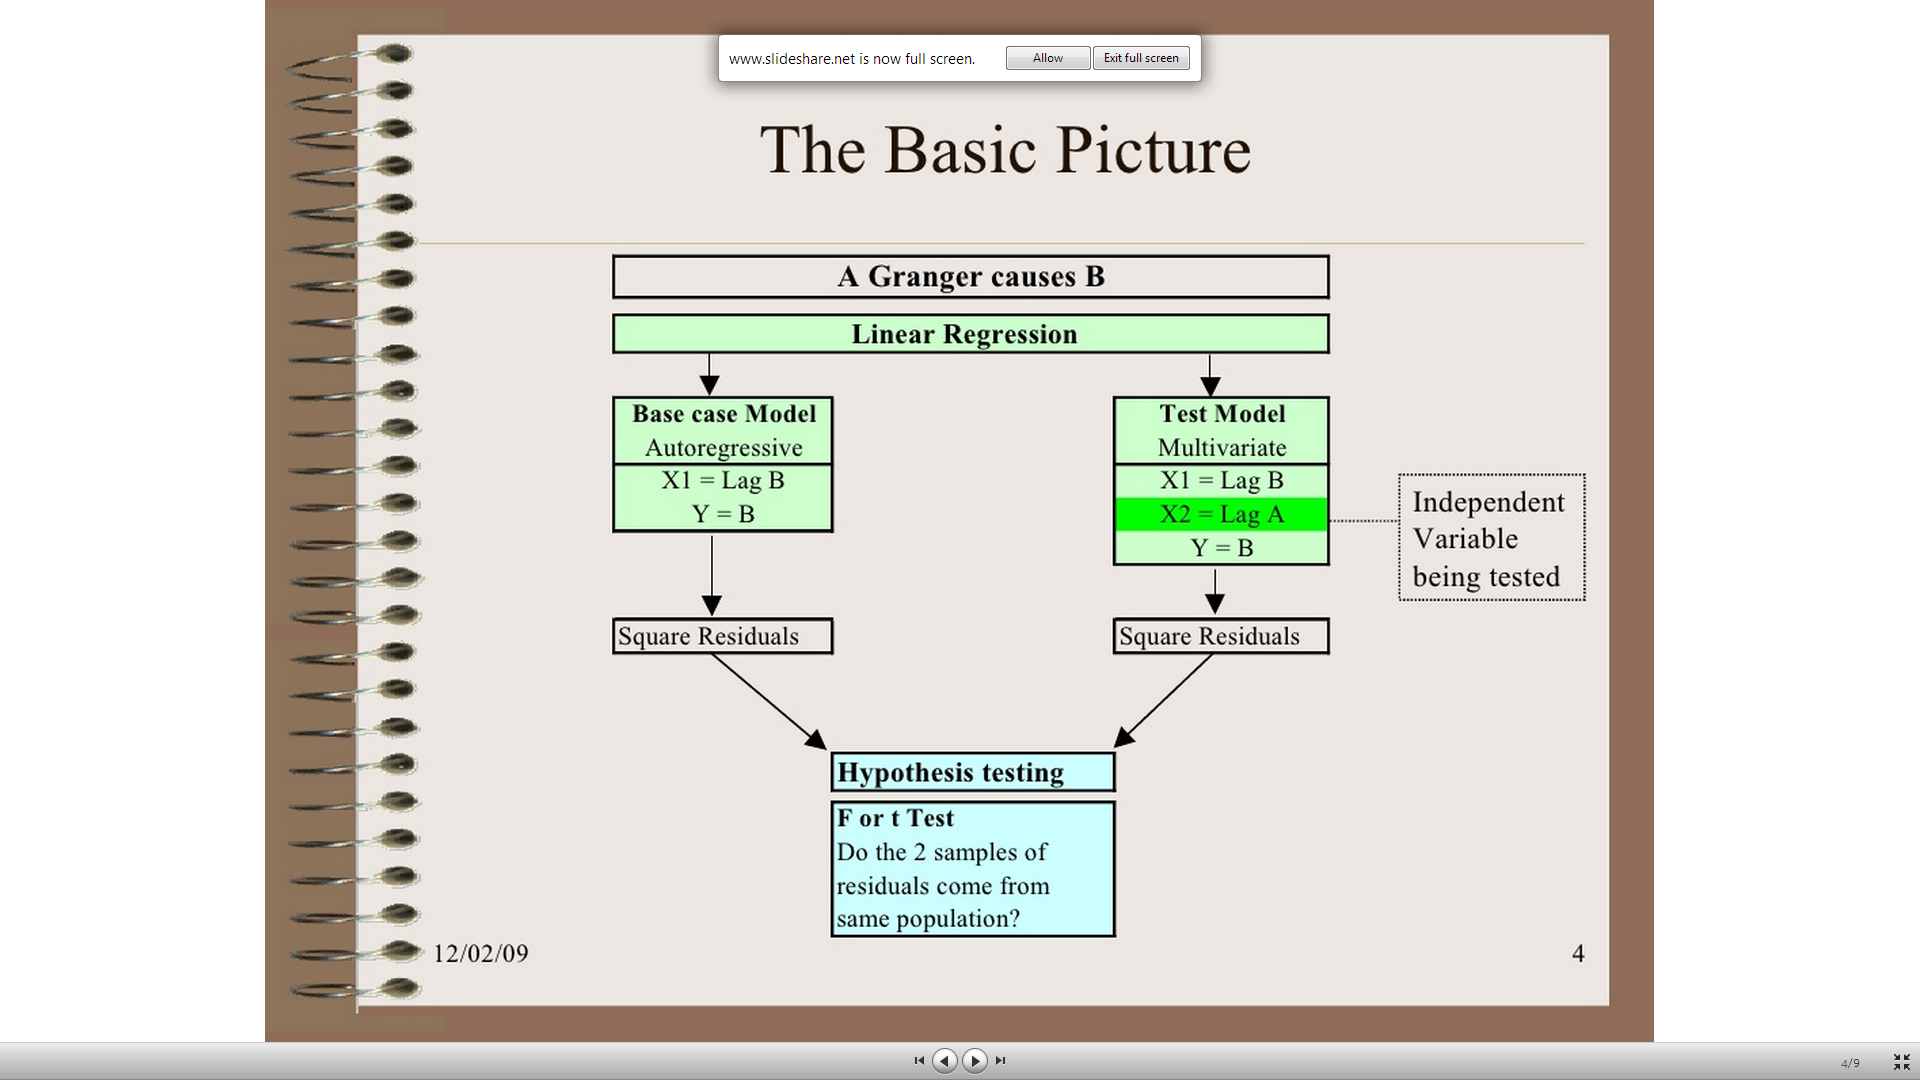 www.slideshare.net is now full screen.
Allow
Exit full screen
The Basic Picture
A Granger causes B
Linear Regression
Base case Model
Autoregressive
X1 = Lag B
Y = B
Test Model
Multivariate
X1 = Lag B
X2 = Lag A
Y = B
Independent
Variable
being tested
Square Residuals
Square Residuals
Hypothesis testing
F or t Test
Do the 2 samples of
residuals come from
same population?
12/02/09
4
4/9